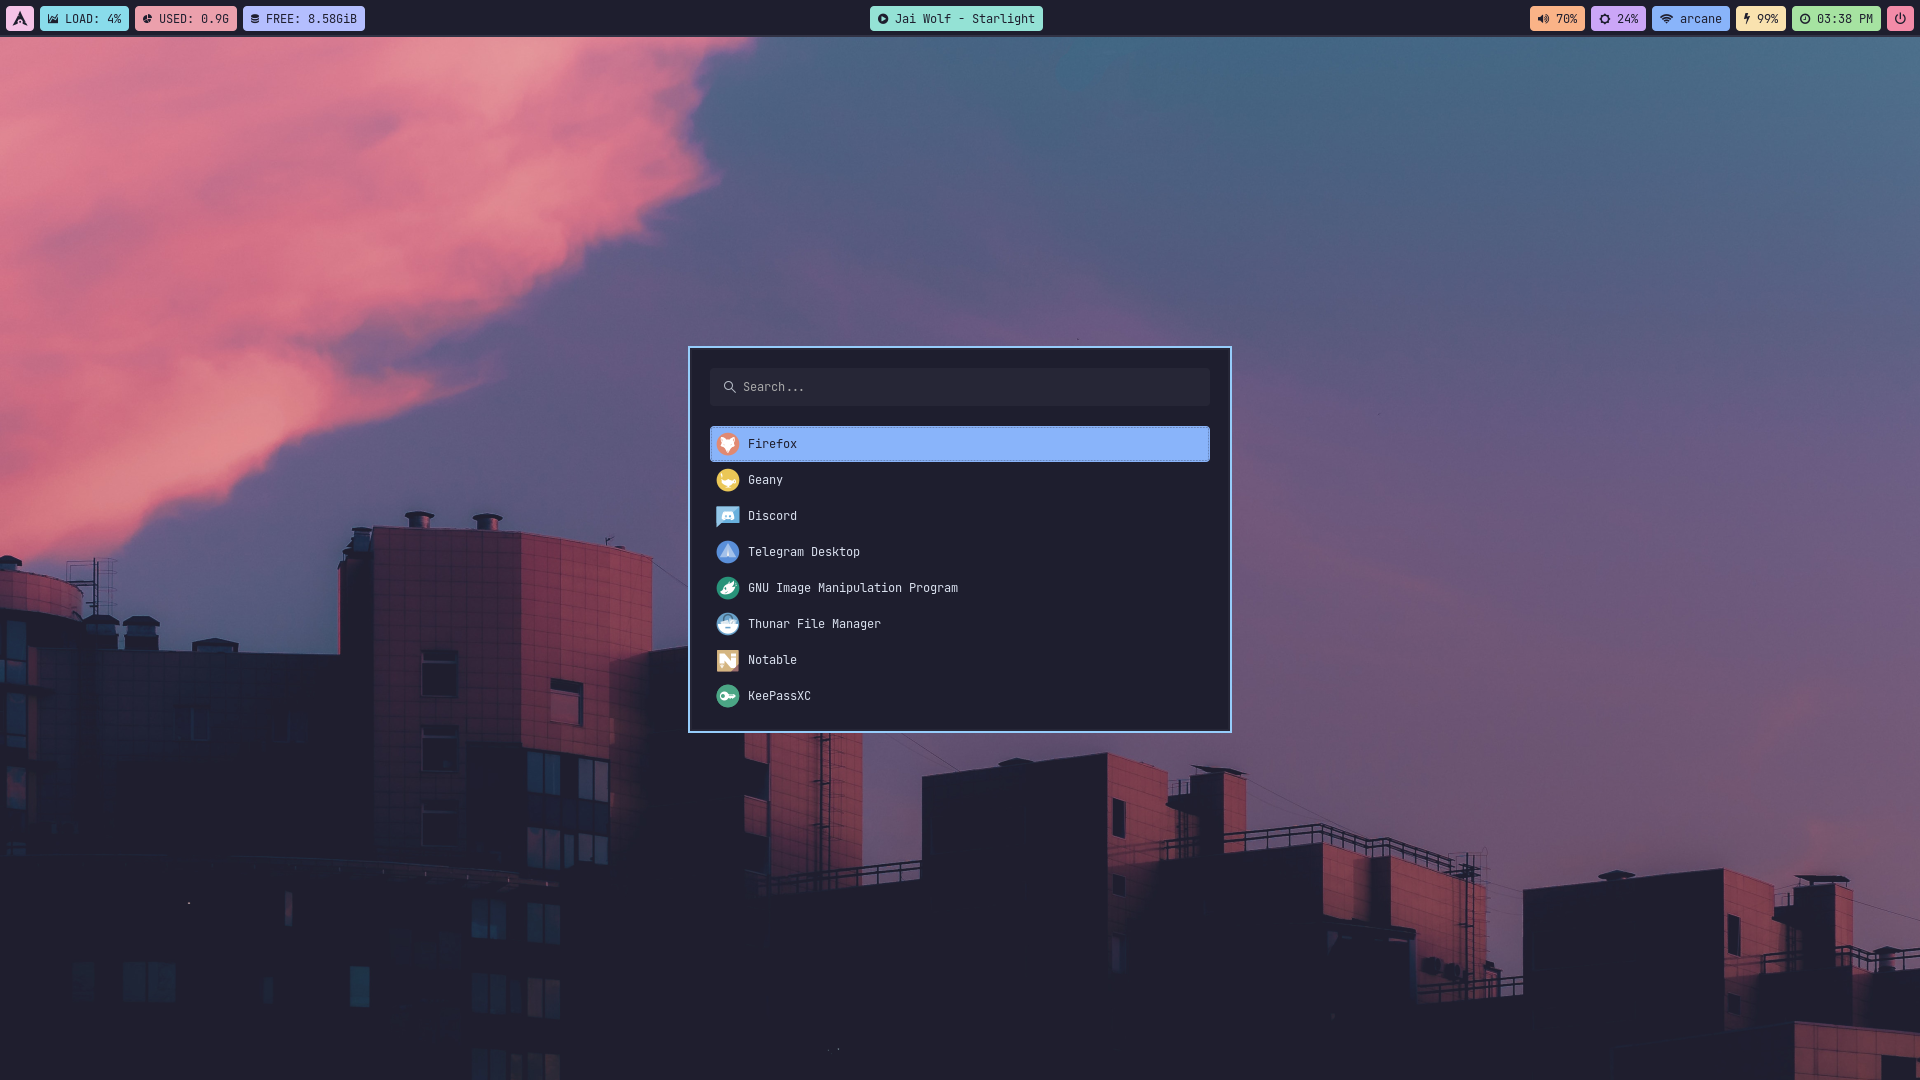 LOAD: 4%
USED: 0.9G
FREE: 8.58GiB
Jai Wolf - Starlight
70%
24%
arcane
99%
03:38 PM
Search...
Firefox
Geany
Discord
Telegram Desktop
GNU Image Manipulation Program
Thunar File Manager
Notable
KeePassXC